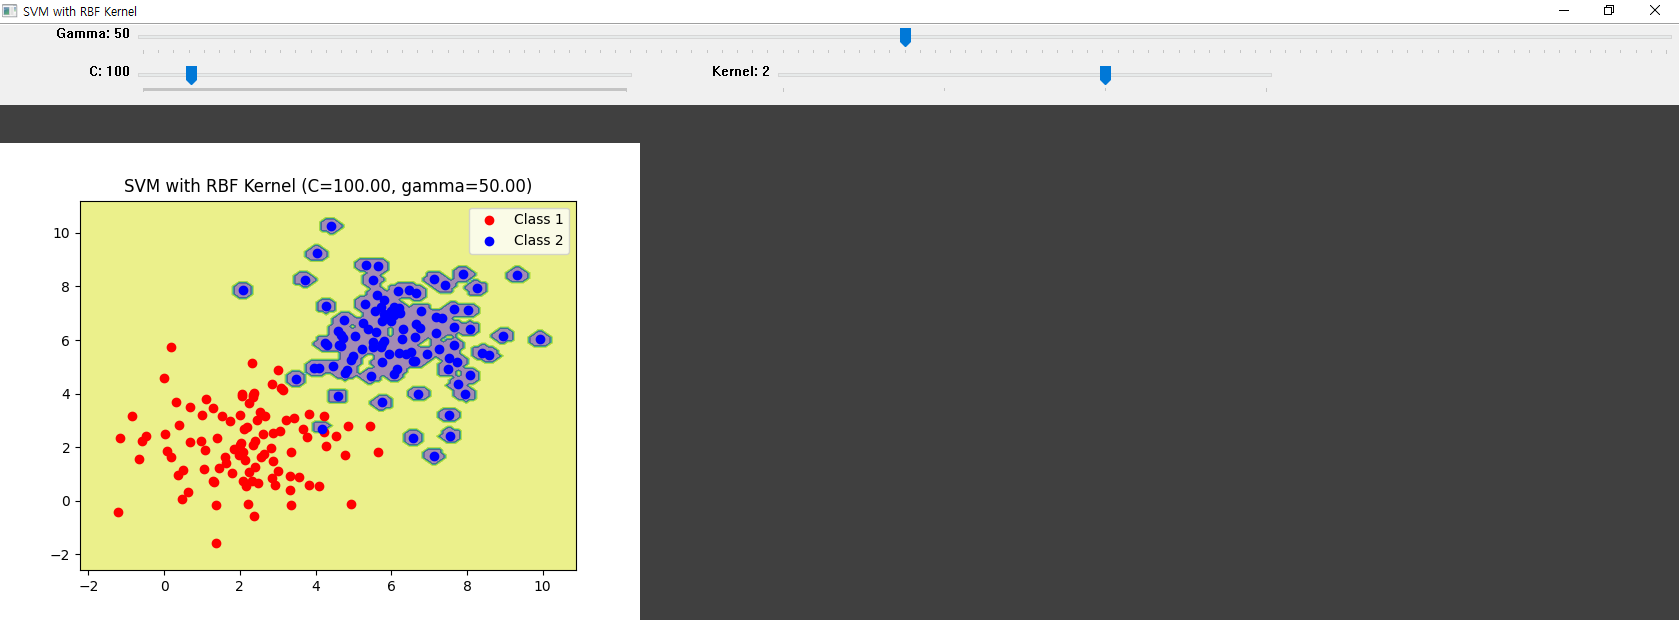 SVM with RBF Kernel
Gamma: 50
C: 100
Kernel: 2
SVM with RBF Kernel (C=100.00, gamma=50.00)
Class 1
Class 2
10
8
6
4
2
0
−2
−2 0 2 4 6 8 10